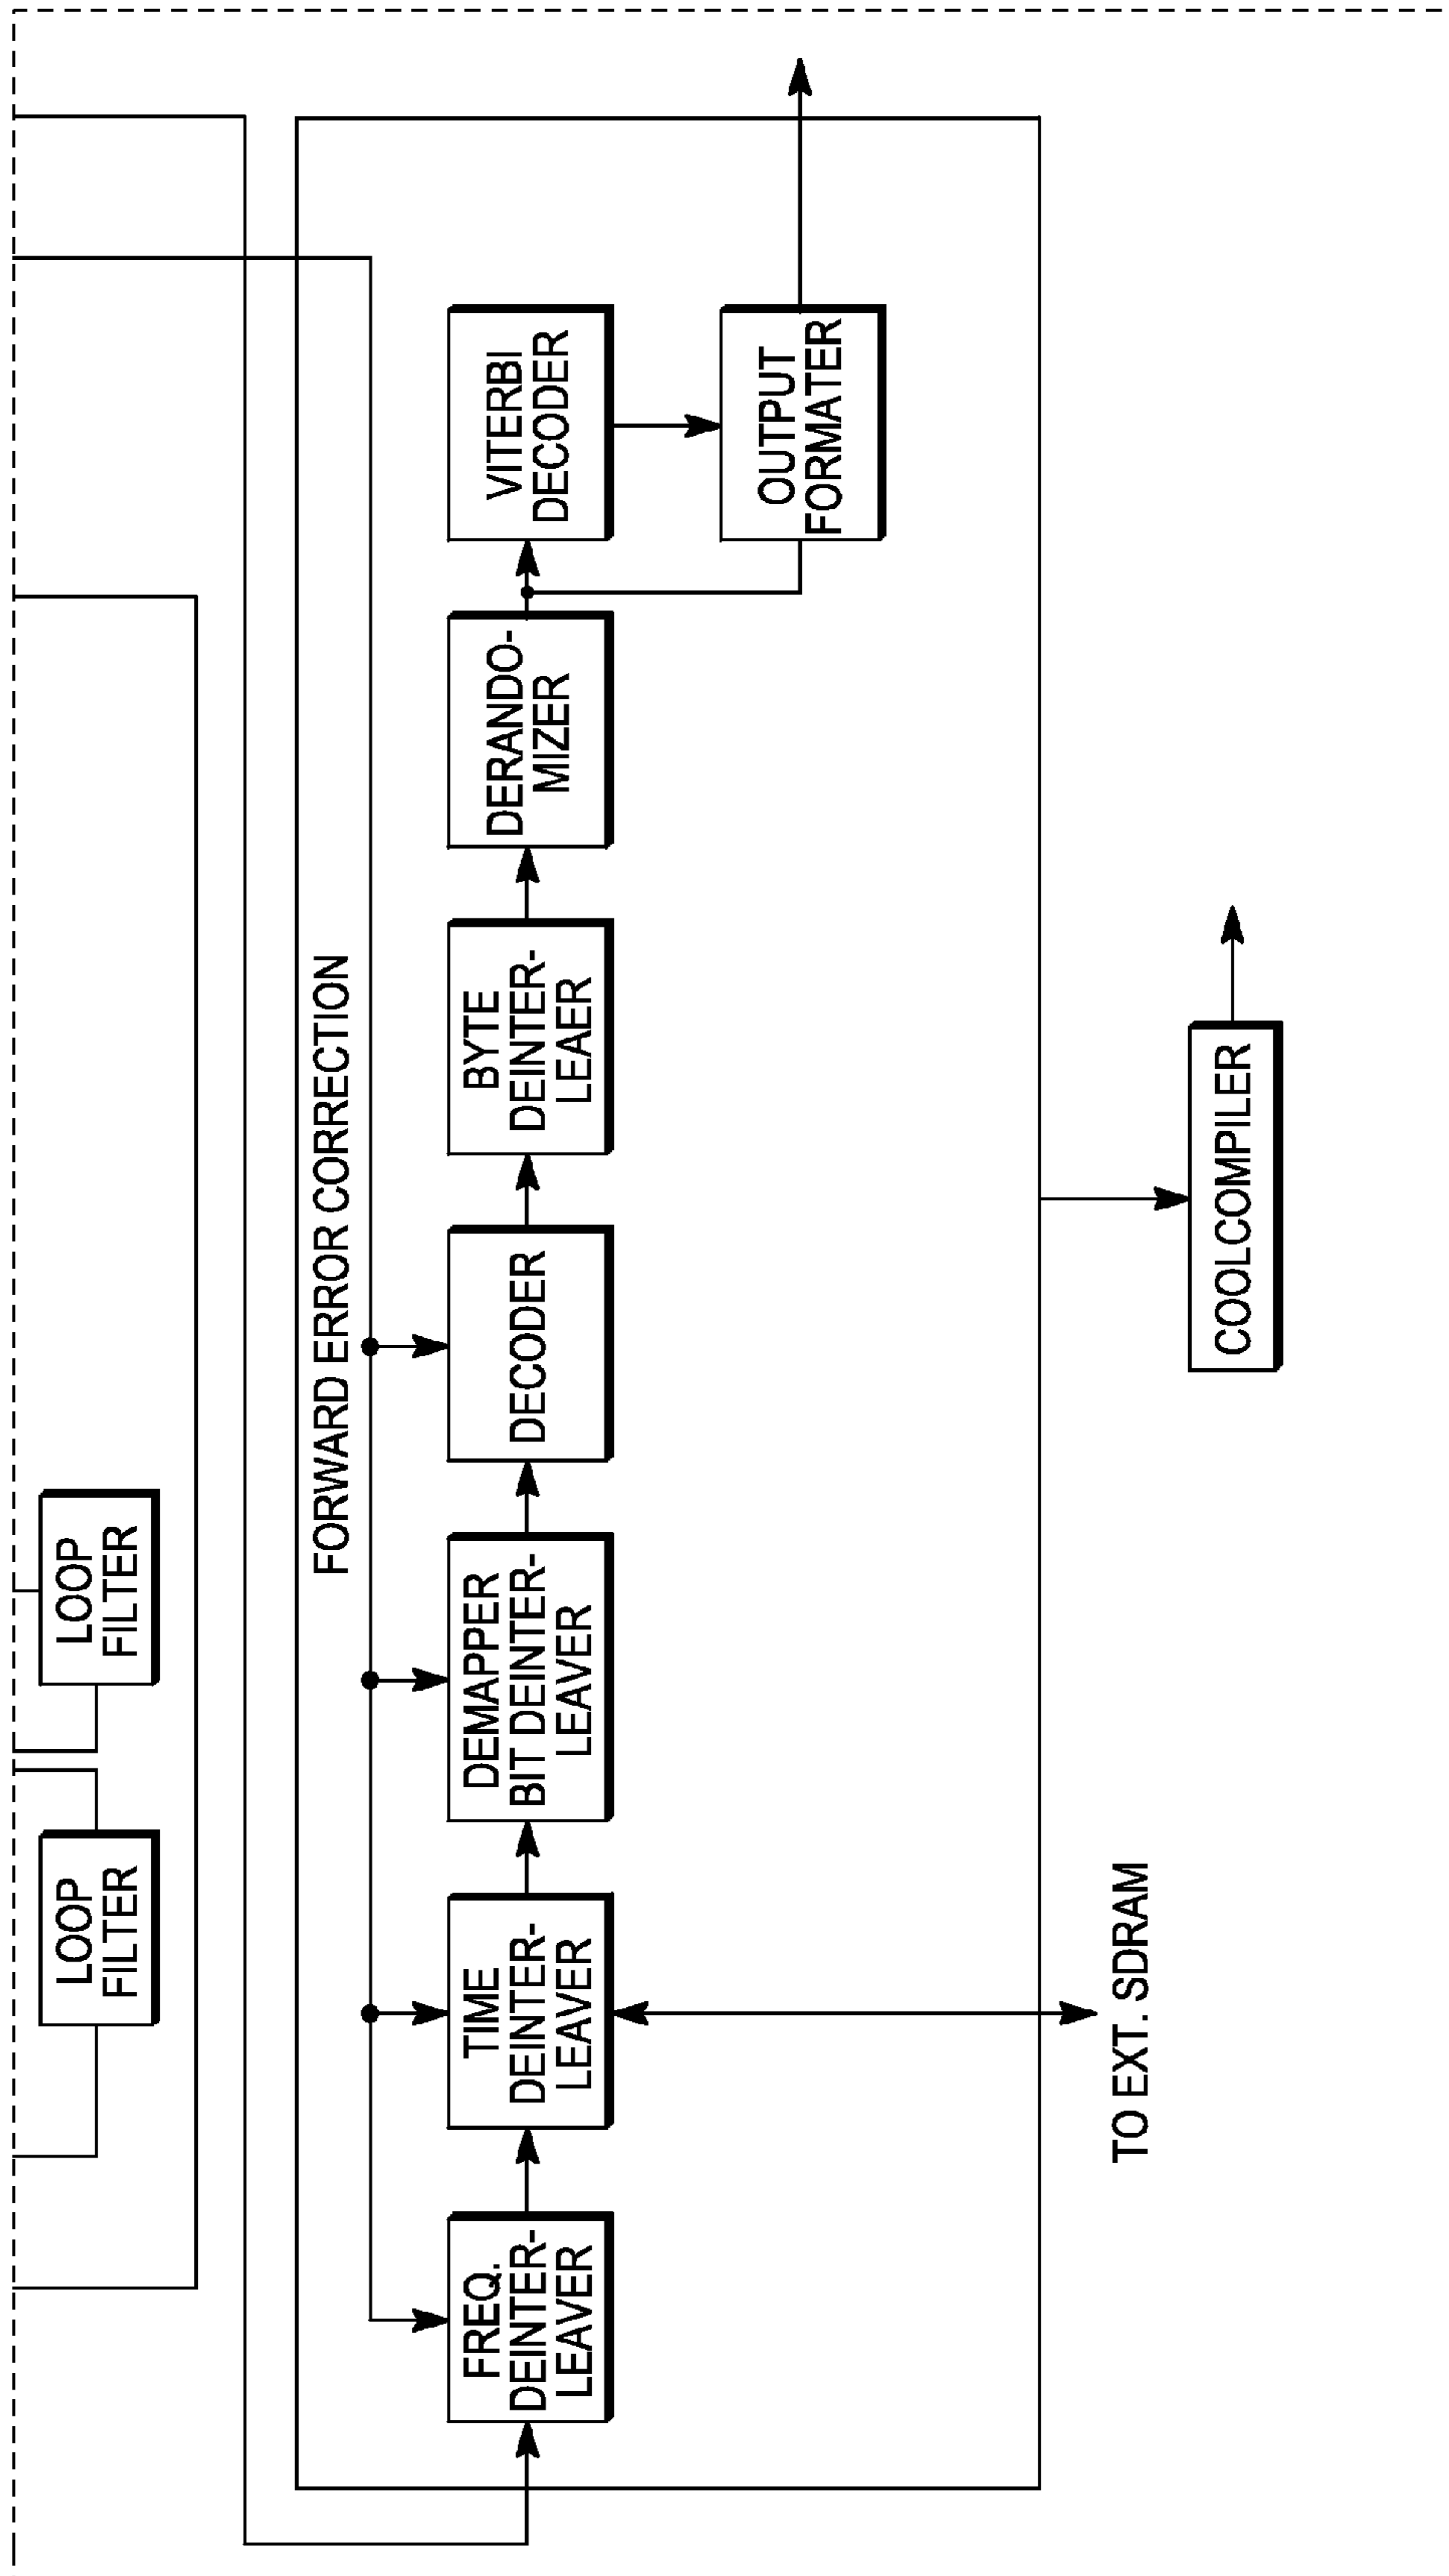 LOOP
FILTER
LOOP
FILTER
FORWARD ERROR CORRECTION
FREQ.
DEINTER-
LEAVER
TIME
DEINTER-
LEAVER
DEMAPPER
BIT DEINTER-
LEAVER
DECODER
BYTE
DEINTER-
LEAER
DERANDO-
MIZER
VITERBI
DECODER
OUTPUT
FORMATER
TO EXT. SDRAM
COOLCOMPILER